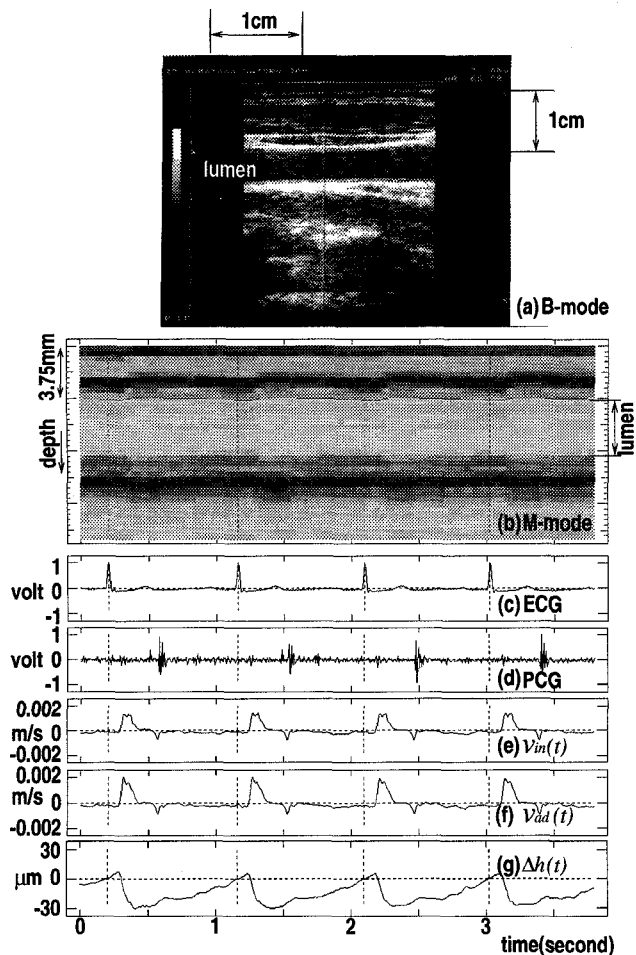 1cm
1cm
lumen
(a) B-mode
3.75mm
depth
lumen
(b) M-mode
1
volt 0
-1
(c) ECG
1
volt 0
-1
(d) PCG
0.002
m/s 0
-0.002
(e) vin(t)
0.002
m/s 0
-0.002
(f) vad(t)
30
μm 0
-30
(g) Δh(t)
0 1 2 3
time(second)